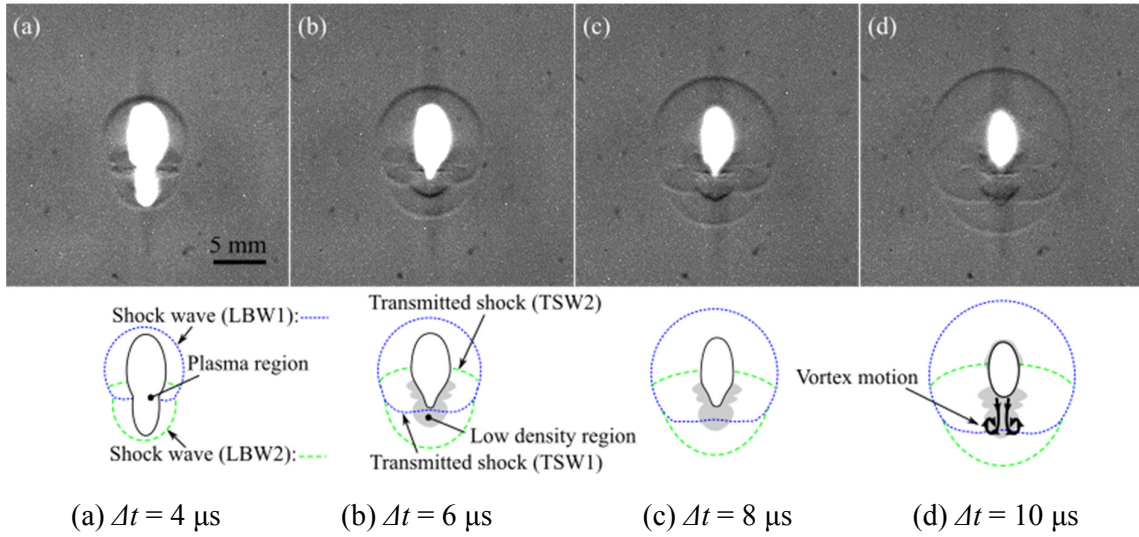 (a)
(b)
(c)
(d)
5 mm
Shock wave (LBW1):
Plasma region
Shock wave (LBW2):
Transmitted shock (TSW2)
Low density region
Transmitted shock (TSW1)
Vortex motion
(a) Δt = 4 μs
(b) Δt = 6 μs
(c) Δt = 8 μs
(d) Δt = 10 μs